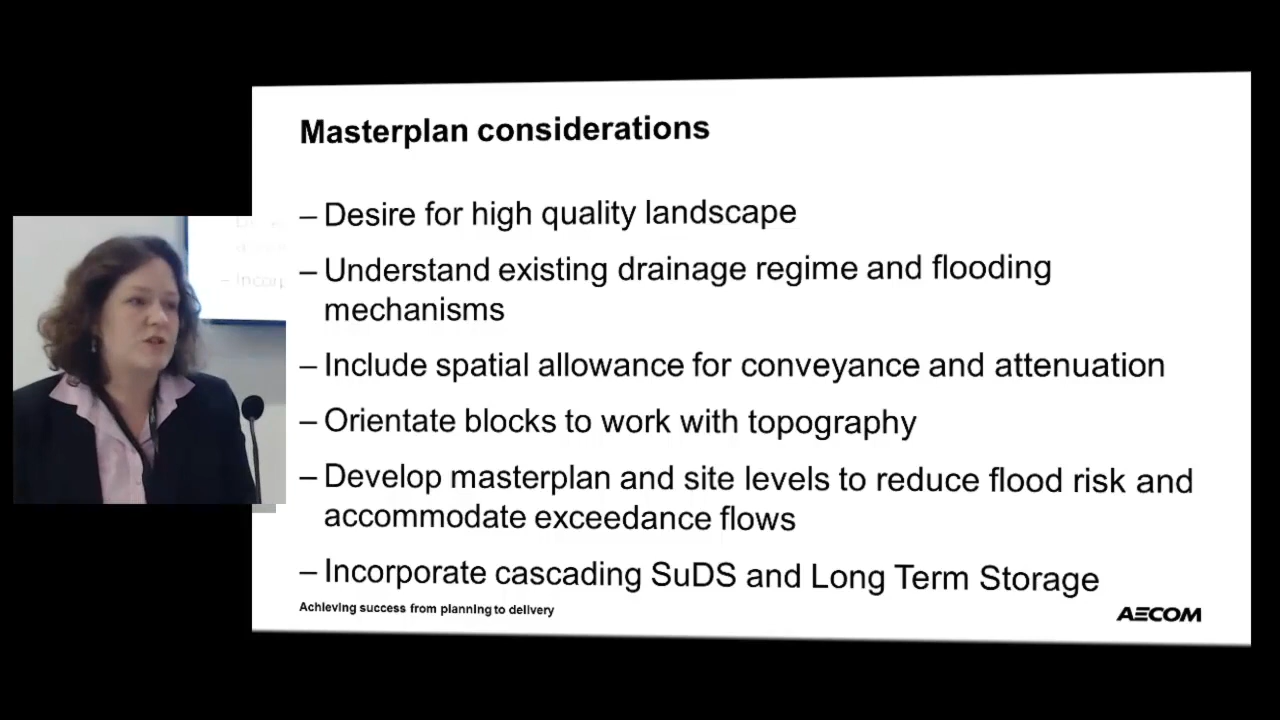 Masterplan considerations
– Desire for high quality landscape
– Understand existing drainage regime and flooding
mechanisms
– Include spatial allowance for conveyance and attenuation
– Orientate blocks to work with topography
– Develop masterplan and site levels to reduce flood risk and
accommodate exceedance flows
– Incorporate cascading SuDS and Long Term Storage
Achieving success from planning to delivery
AECOM